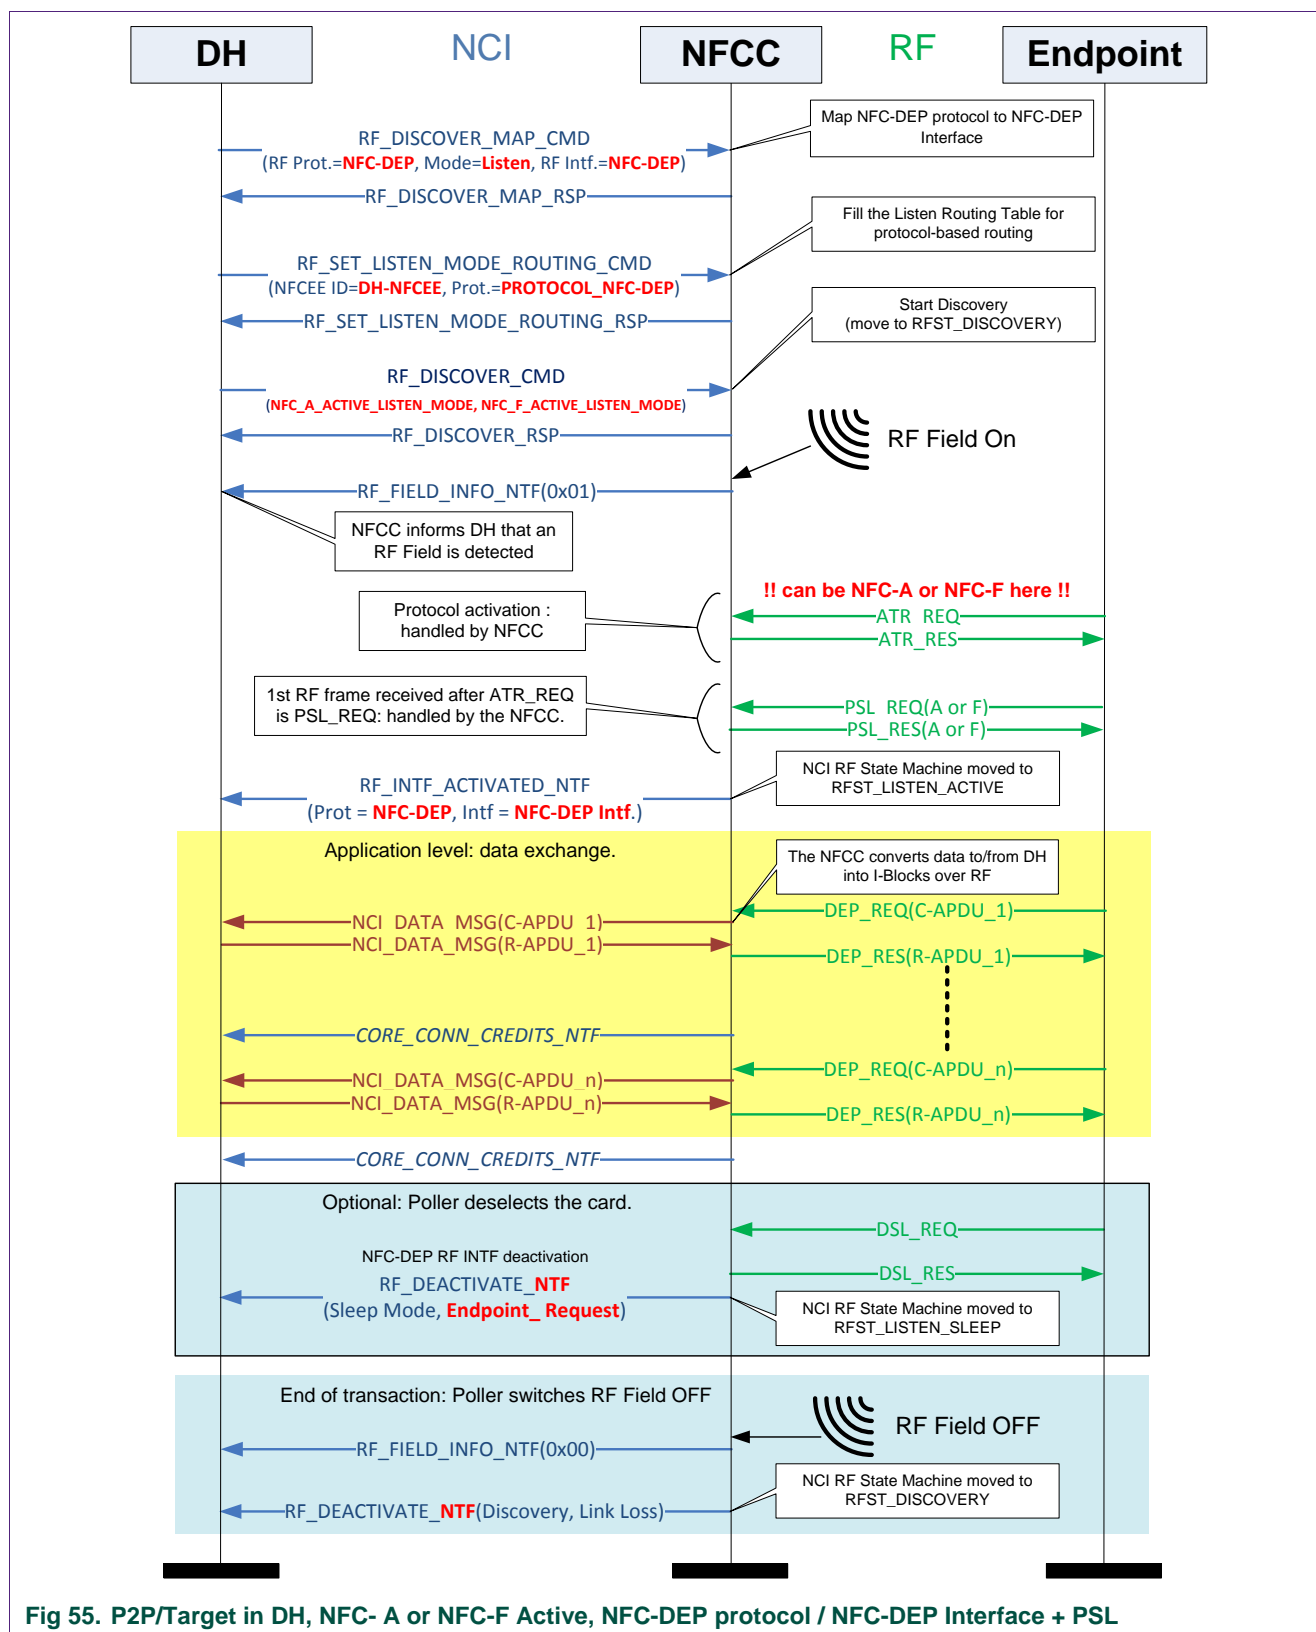 DH
NCI
NFCC
RF
Endpoint
Map NFC-DEP protocol to NFC-DEP
Interface
RF_DISCOVER_MAP_CMD
(RF Prot.=NFC-DEP, Mode=Listen, RF Intf.=NFC-DEP)
RF_DISCOVER_MAP_RSP
Fill the Listen Routing Table for
protocol-based routing
RF_SET_LISTEN_MODE_ROUTING_CMD
(NFCEE ID=DH-NFCEE, Prot.=PROTOCOL_NFC-DEP)
RF_SET_LISTEN_MODE_ROUTING_RSP
Start Discovery
(move to RFST_DISCOVERY)
RF_DISCOVER_CMD
(NFC_A_ACTIVE_LISTEN_MODE, NFC_F_ACTIVE_LISTEN_MODE)
RF_DISCOVER_RSP
RF Field On
RF_FIELD_INFO_NTF(0x01)
NFCC informs DH that an
RF Field is detected
!! can be NFC-A or NFC-F here !!
Protocol activation :
handled by NFCC
ATR_REQ
ATR_RES
1st RF frame received after ATR_REQ
is PSL_REQ: handled by the NFCC.
PSL_REQ(A or F)
PSL_RES(A or F)
NCI RF State Machine moved to
RFST_LISTEN_ACTIVE
RF_INTF_ACTIVATED_NTF
(Prot = NFC-DEP, Intf = NFC-DEP Intf.)
Application level: data exchange.
The NFCC converts data to/from DH
into I-Blocks over RF
DEP_REQ(C-APDU_1)
NCI_DATA_MSG(C-APDU_1)
NCI_DATA_MSG(R-APDU_1)
DEP_RES(R-APDU_1)
CORE_CONN_CREDITS_NTF
DEP_REQ(C-APDU_n)
NCI_DATA_MSG(C-APDU_n)
NCI_DATA_MSG(R-APDU_n)
DEP_RES(R-APDU_n)
CORE_CONN_CREDITS_NTF
Optional: Poller deselects the card.
DSL_REQ
NFC-DEP RF INTF deactivation
DSL_RES
RF_DEACTIVATE_NTF
(Sleep Mode, Endpoint_ Request)
NCI RF State Machine moved to
RFST_LISTEN_SLEEP
End of transaction: Poller switches RF Field OFF
RF Field OFF
RF_FIELD_INFO_NTF(0x00)
NCI RF State Machine moved to
RFST_DISCOVERY
RF_DEACTIVATE_NTF(Discovery, Link Loss)
Fig 55. P2P/Target in DH, NFC- A or NFC-F Active, NFC-DEP protocol / NFC-DEP Interface + PSL